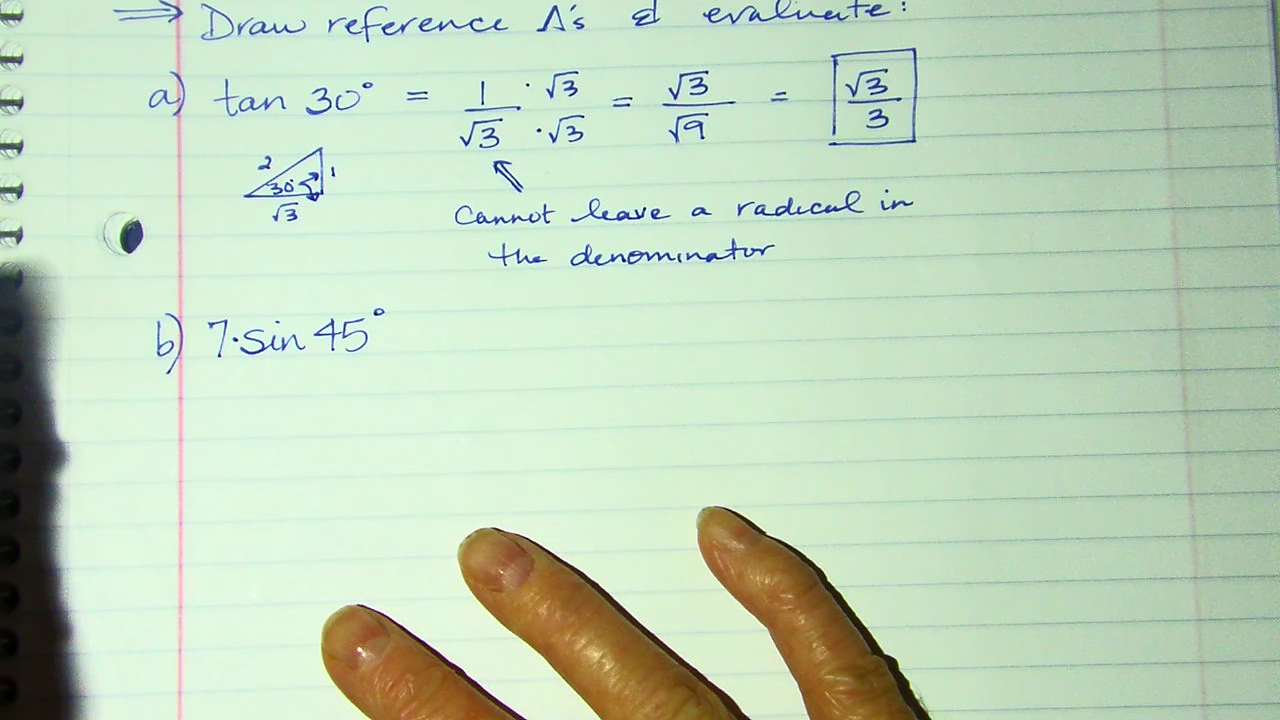 ⇒ Draw reference Δ's & evaluate:
a) tan 30° = 1/√3 · √3/√3 = √3/√9 = √3/3
2 30° 1
√3
Cannot leave a radical in
the denominator
b) 7·sin 45°